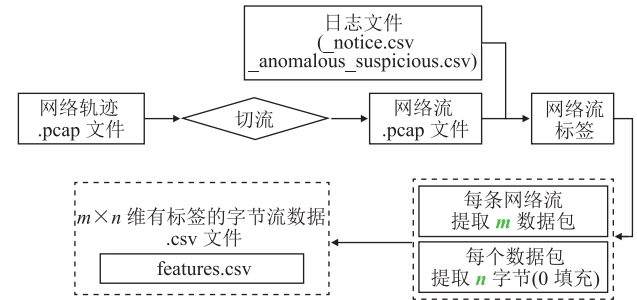 日志文件
(_notice.csv
_anomalous_suspicious.csv)
网络轨迹
.pcap 文件
切流
网络流
.pcap 文件
网络流
标签
每条网络流
提取 m 数据包
每个数据包
提取 n 字节(0 填充)
m×n 维有标签的字节流数据
.csv 文件
features.csv